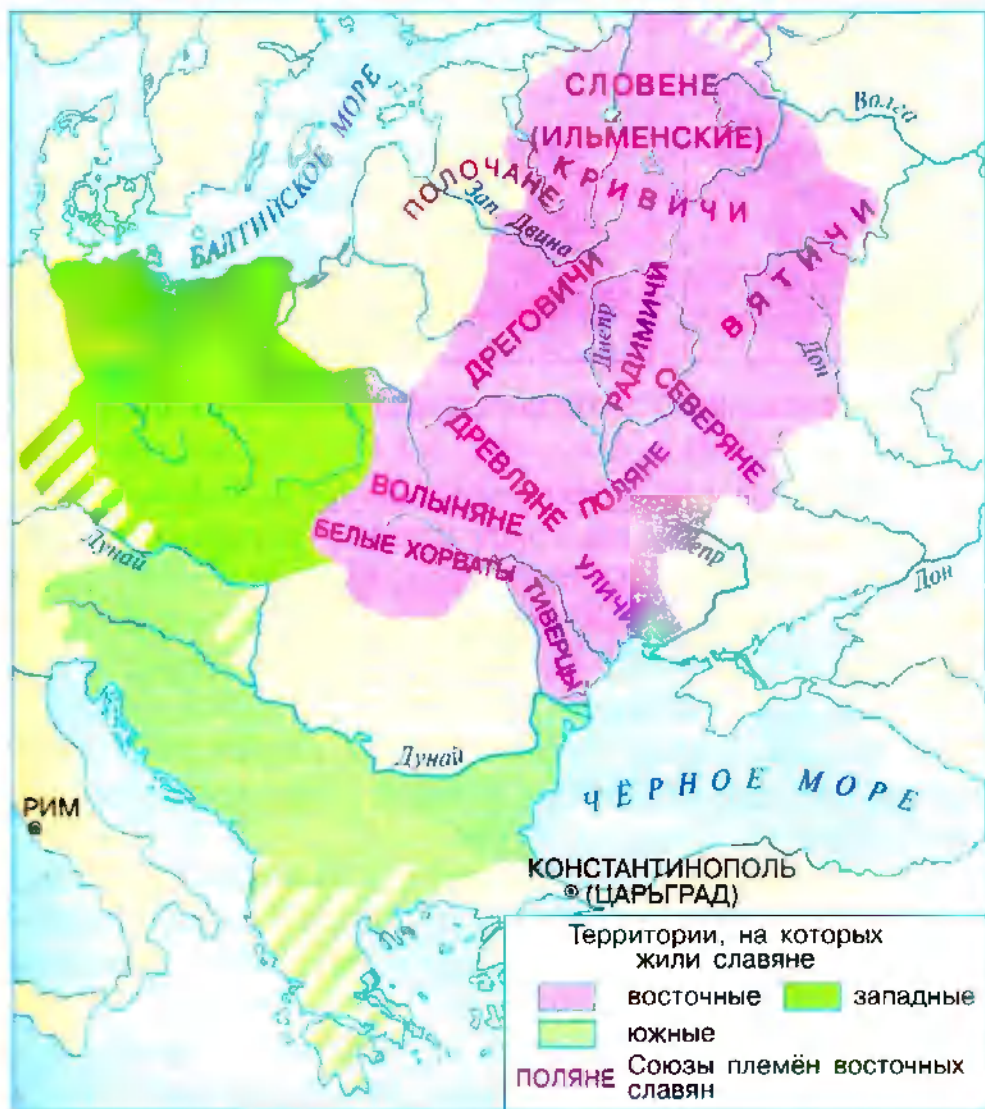 СЛОВЕНЕ
(ИЛЬМЕНСКИЕ)
Волга
БАЛТИЙСКОЕ МОРЕ
ПОЛОЧАНЕ
КРИВИЧИ
Зап. Двина
ВЯТИЧИ
ДРЕГОВИЧИ
Днепр
РАДИМИЧИ
Дон
СЕВЕРЯНЕ
ДРЕВЛЯНЕ
ПОЛЯНЕ
ВОЛЫНЯНЕ
БЕЛЫЕ ХОРВАТЫ
Дунай
УЛИЧИ
ТИВЕРЦЫ
Дон
Дунай
ЧЁРНОЕ МОРЕ
РИМ
КОНСТАНТИНОПОЛЬ
(ЦАРЬГРАД)
Территории, на которых
жили славяне
восточные западные
южные
ПОЛЯНЕ Союзы племён восточных
славян